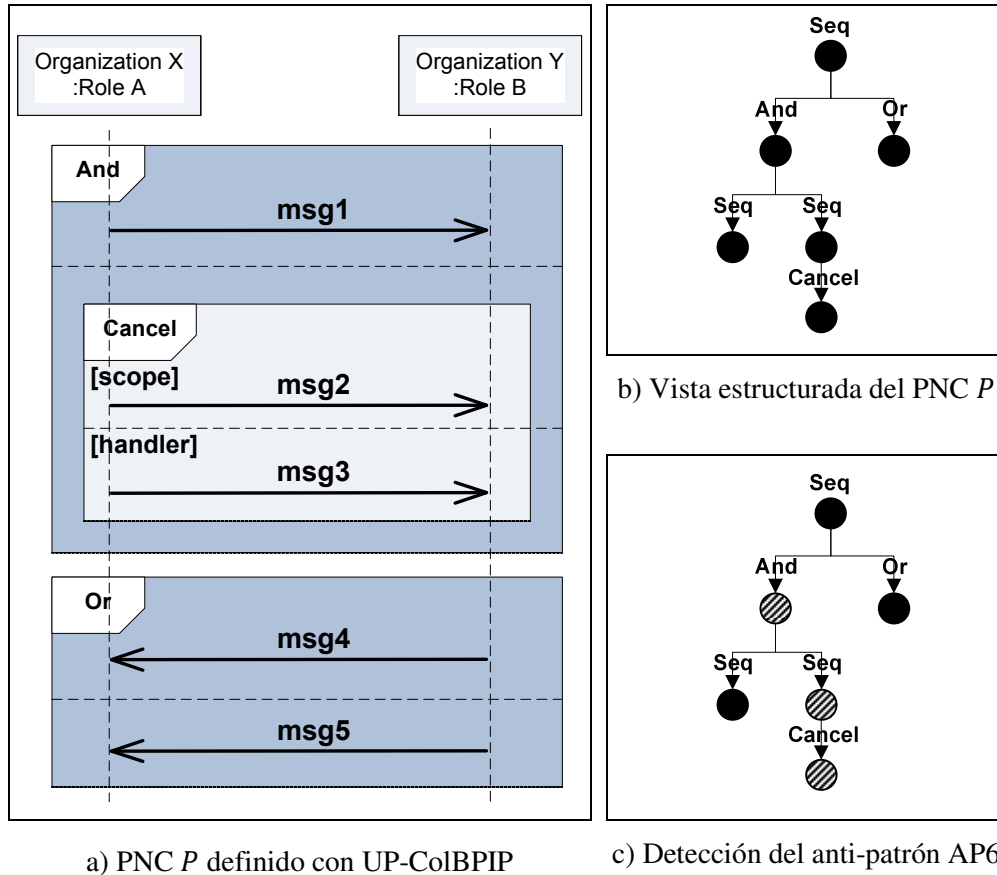 Organization X
:Role A
Organization Y
:Role B
And
msg1
Cancel
[scope]
msg2
[handler]
msg3
Or
msg4
msg5
a) PNC P definido con UP-ColBPIP
Seq
And
Or
Seq
Seq
Cancel
b) Vista estructurada del PNC P
Seq
And
Or
Seq
Seq
Cancel
c) Detección del anti-patrón AP6